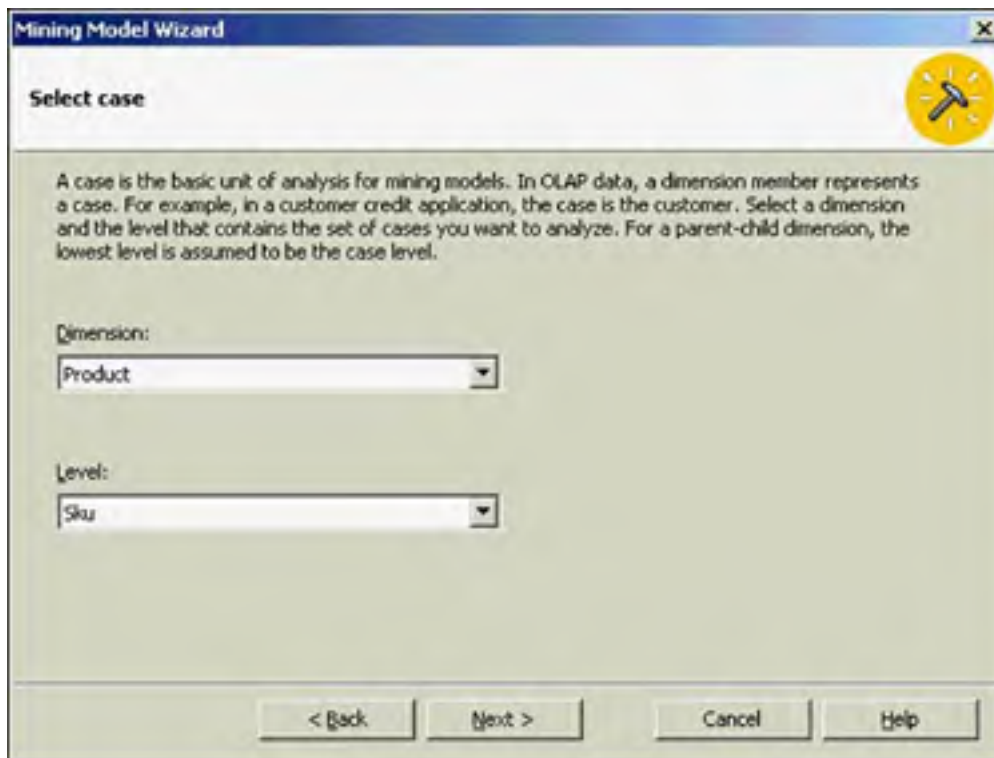 Mining Model Wizard
Select case
A case is the basic unit of analysis for mining models. In OLAP data, a dimension member represents
a case. For example, in a customer credit application, the case is the customer. Select a dimension
and the level that contains the set of cases you want to analyze. For a parent-child dimension, the
lowest level is assumed to be the case level.
Dimension:
Product
Level:
Sku
< Back Next > Cancel Help